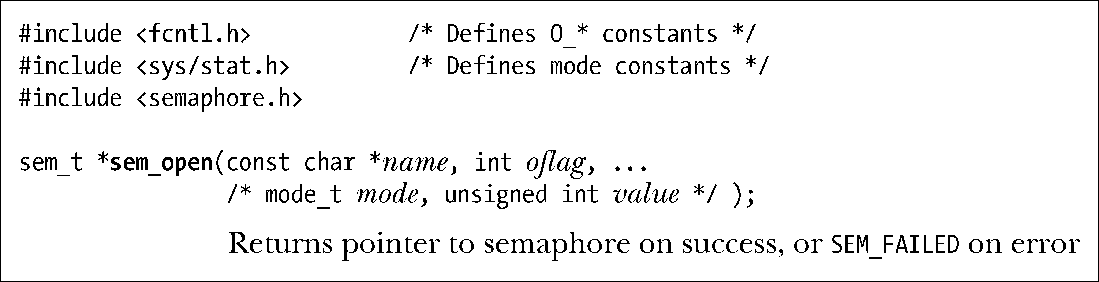 #include <fcntl.h> /* Defines O_* constants */
#include <sys/stat.h> /* Defines mode constants */
#include <semaphore.h>
sem_t *sem_open(const char *name, int oflag, ...
/* mode_t mode, unsigned int value */ );
Returns pointer to semaphore on success, or SEM_FAILED on error